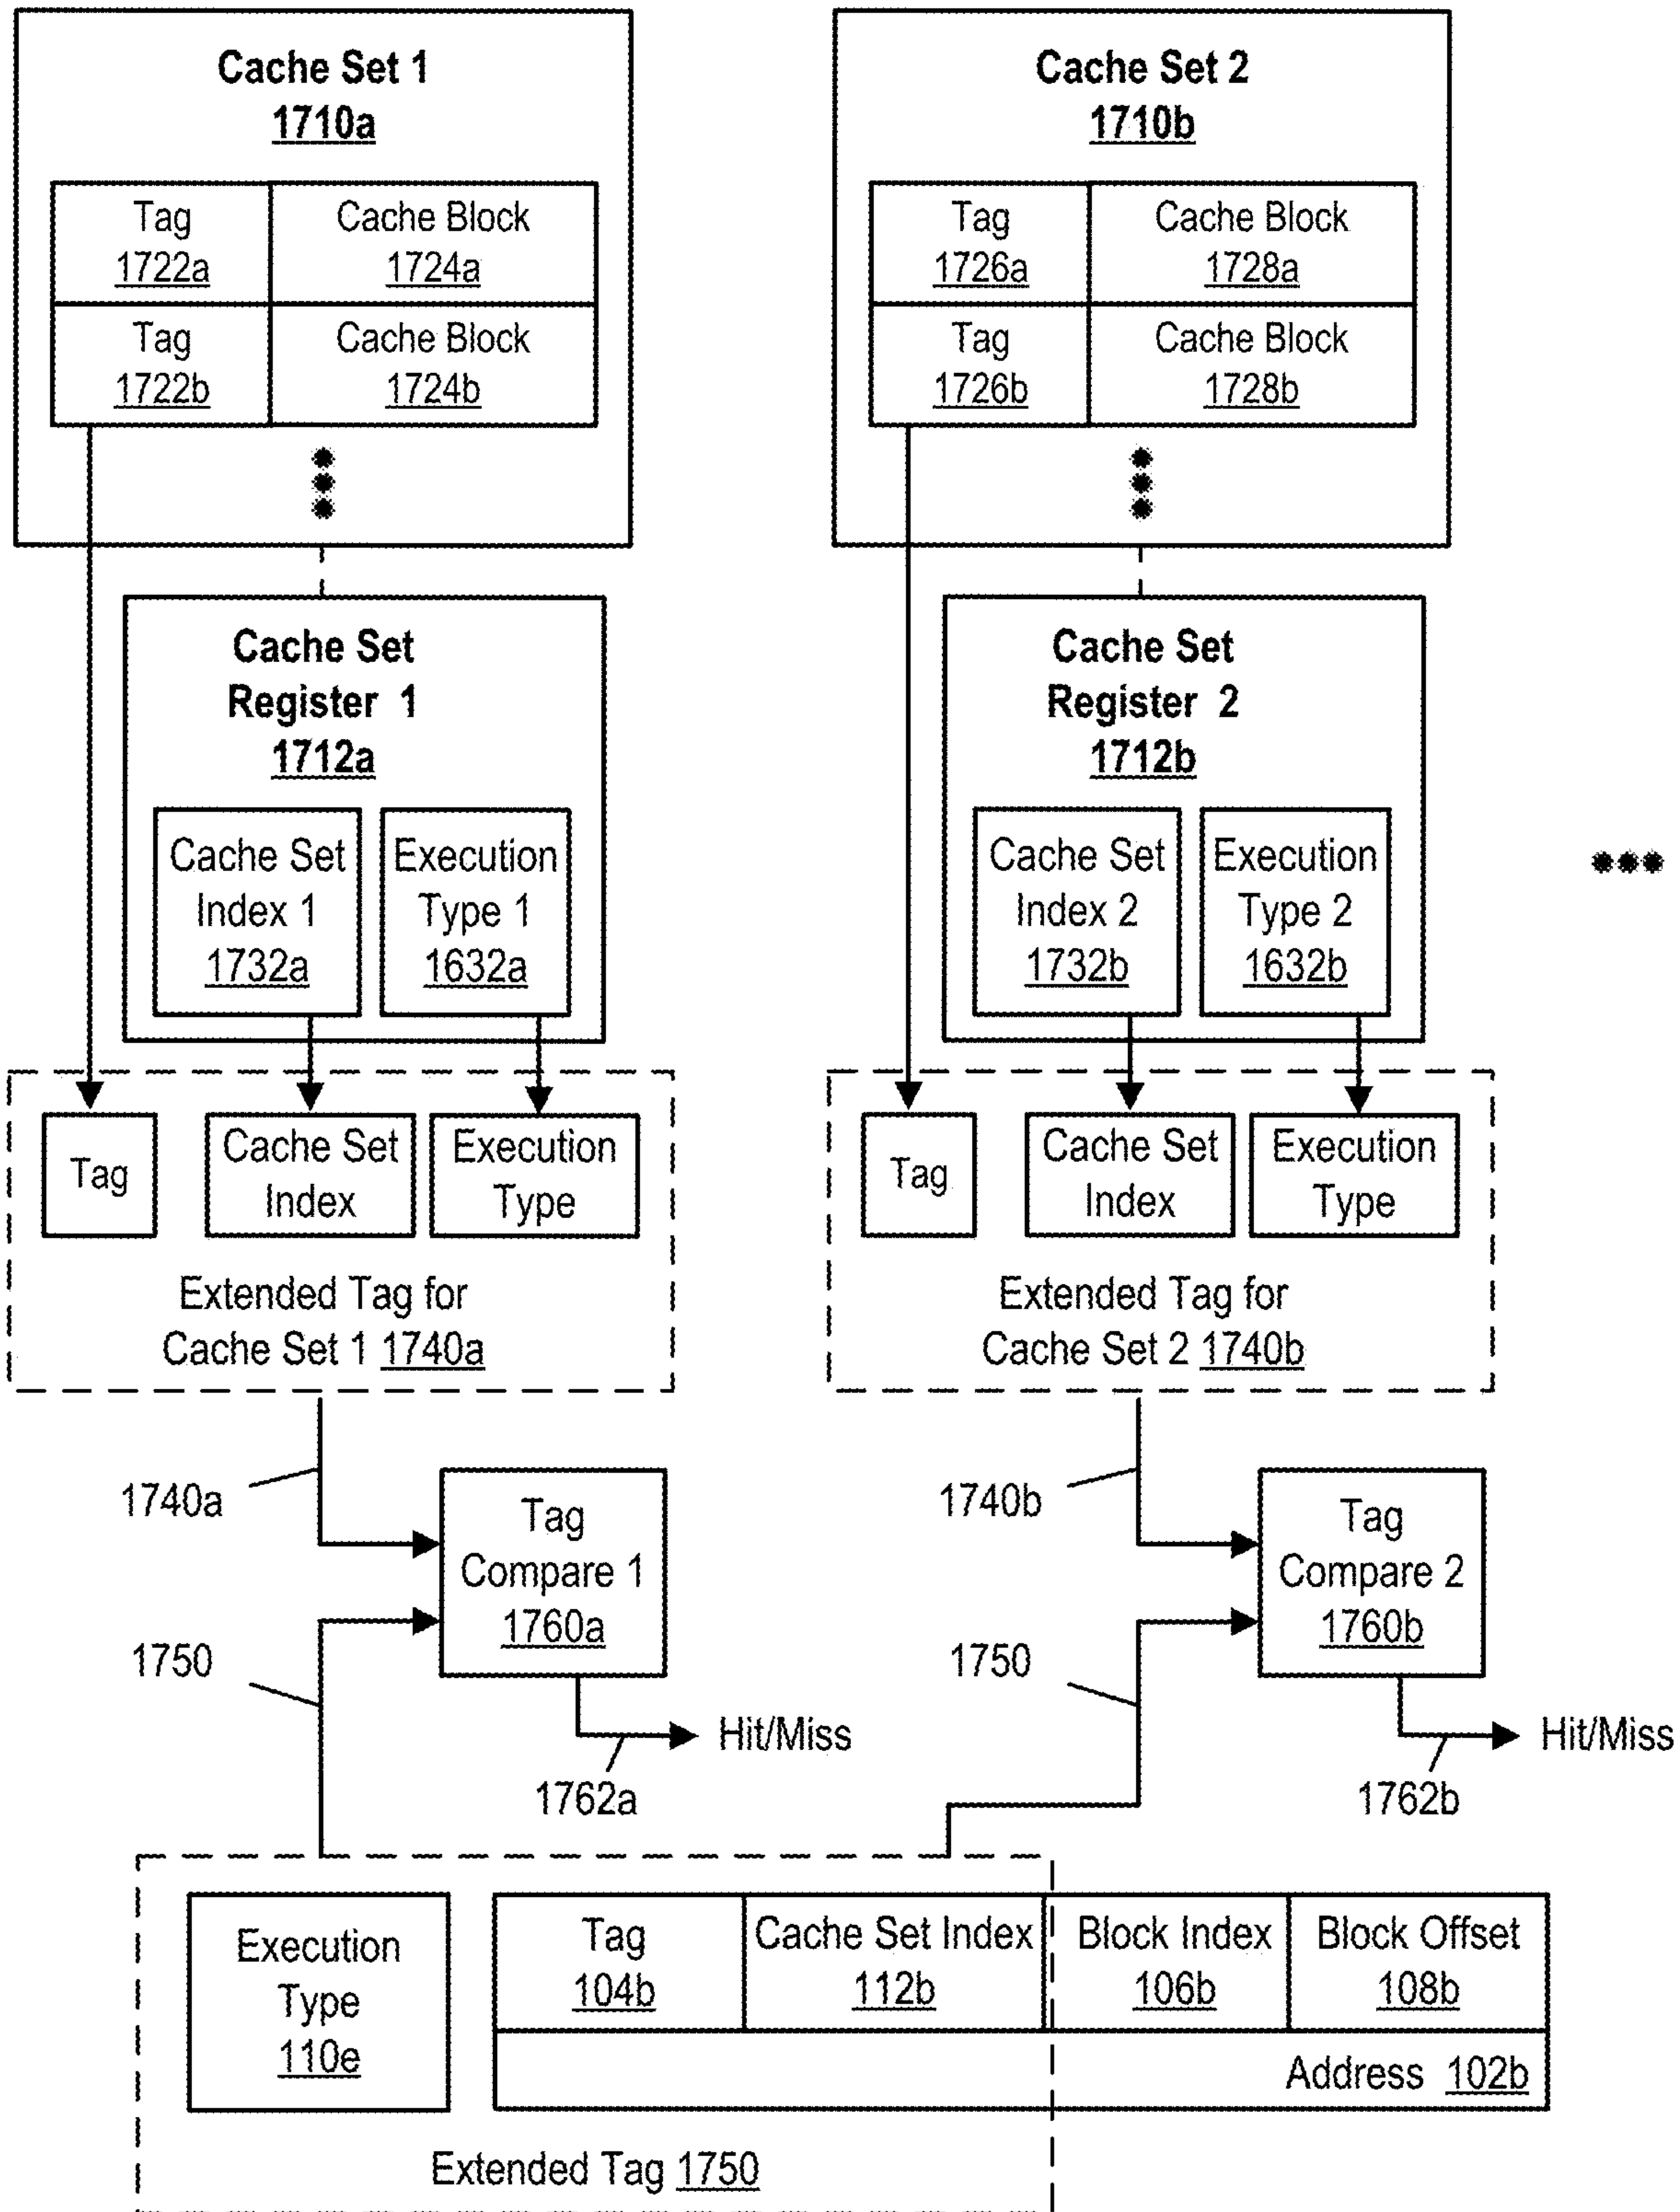 Cache Set 1
1710a
Tag
1722a
Cache Block
1724a
Tag
1722b
Cache Block
1724b
Cache Set 2
1710b
Tag
1726a
Cache Block
1728a
Tag
1726b
Cache Block
1728b
Cache Set
Register 1
1712a
Cache Set
Index 1
1732a
Execution
Type 1
1632a
Cache Set
Register 2
1712b
Cache Set
Index 2
1732b
Execution
Type 2
1632b
Tag
Cache Set
Index
Execution
Type
Extended Tag for
Cache Set 1 1740a
Tag
Cache Set
Index
Execution
Type
Extended Tag for
Cache Set 2 1740b
1740a
Tag
Compare 1
1760a
1750
Hit/Miss
1762a
1740b
Tag
Compare 2
1760b
1750
Hit/Miss
1762b
Execution
Type
110e
Tag
104b
Cache Set Index
112b
Block Index
106b
Block Offset
108b
Address 102b
Extended Tag 1750